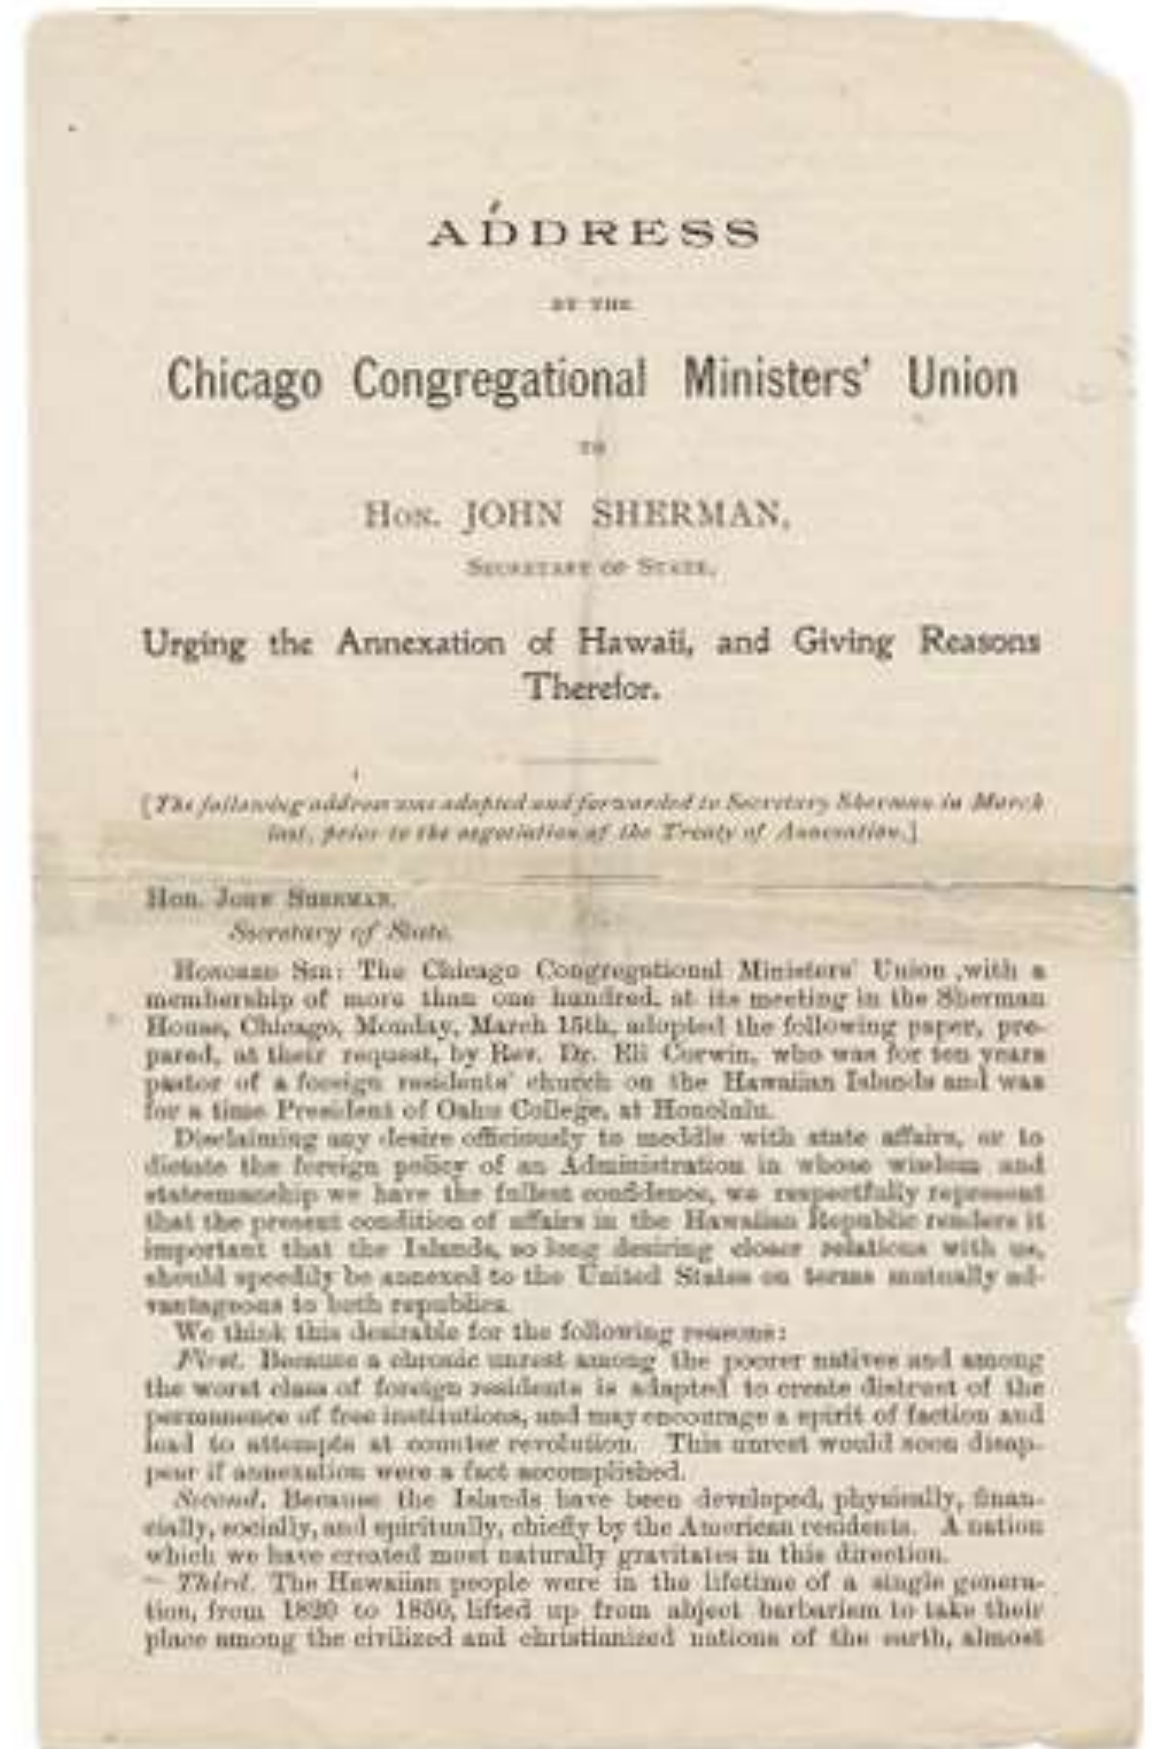 ADDRESS
BY THE
Chicago Congregational Ministers' Union
TO
HON. JOHN SHERMAN,
SECRETARY OF STATE,
Urging the Annexation of Hawaii, and Giving Reasons
Therefor.
[The following address was adopted and forwarded to Secretary Sherman in March
last, prior to the negotiation of the Treaty of Annexation.]
HON. JOHN SHERMAN,
Secretary of State.
HONORED SIR: The Chicago Congregational Ministers' Union ,with a
membership of more than one hundred, at its meeting in the Sherman
House, Chicago, Monday, March 15th, adopted the following paper, pre-
pared, at their request, by Rev. Dr. Eli Corwin, who was for ten years
pastor of a foreign residents' church on the Hawaiian Islands and was
for a time President of Oahu College, at Honolulu.
Disclaiming any desire officiously to meddle with state affairs, or to
dictate the foreign policy of an Administration in whose wisdom and
statesmanship we have the fullest confidence, we respectfully represent
that the present condition of affairs in the Hawaiian Republic renders it
important that the Islands, so long desiring closer relations with us,
should speedily be annexed to the United States on terms mutually ad-
vantageous to both republics.
We think this desirable for the following reasons:
First. Because a chronic unrest among the poorer natives and among
the worst class of foreign residents is adapted to create distrust of the
permanence of free institutions, and may encourage a spirit of faction and
lead to attempts at counter revolution. This unrest would soon disap-
pear if annexation were a fact accomplished.
Second. Because the Islands have been developed, physically, finan-
cially, socially, and spiritually, chiefly by the American residents. A nation
which we have created most naturally gravitates in this direction.
Third. The Hawaiian people were in the lifetime of a single genera-
tion, from 1820 to 1850, lifted up from abject barbarism to take their
place among the civilized and christianized nations of the earth, almost